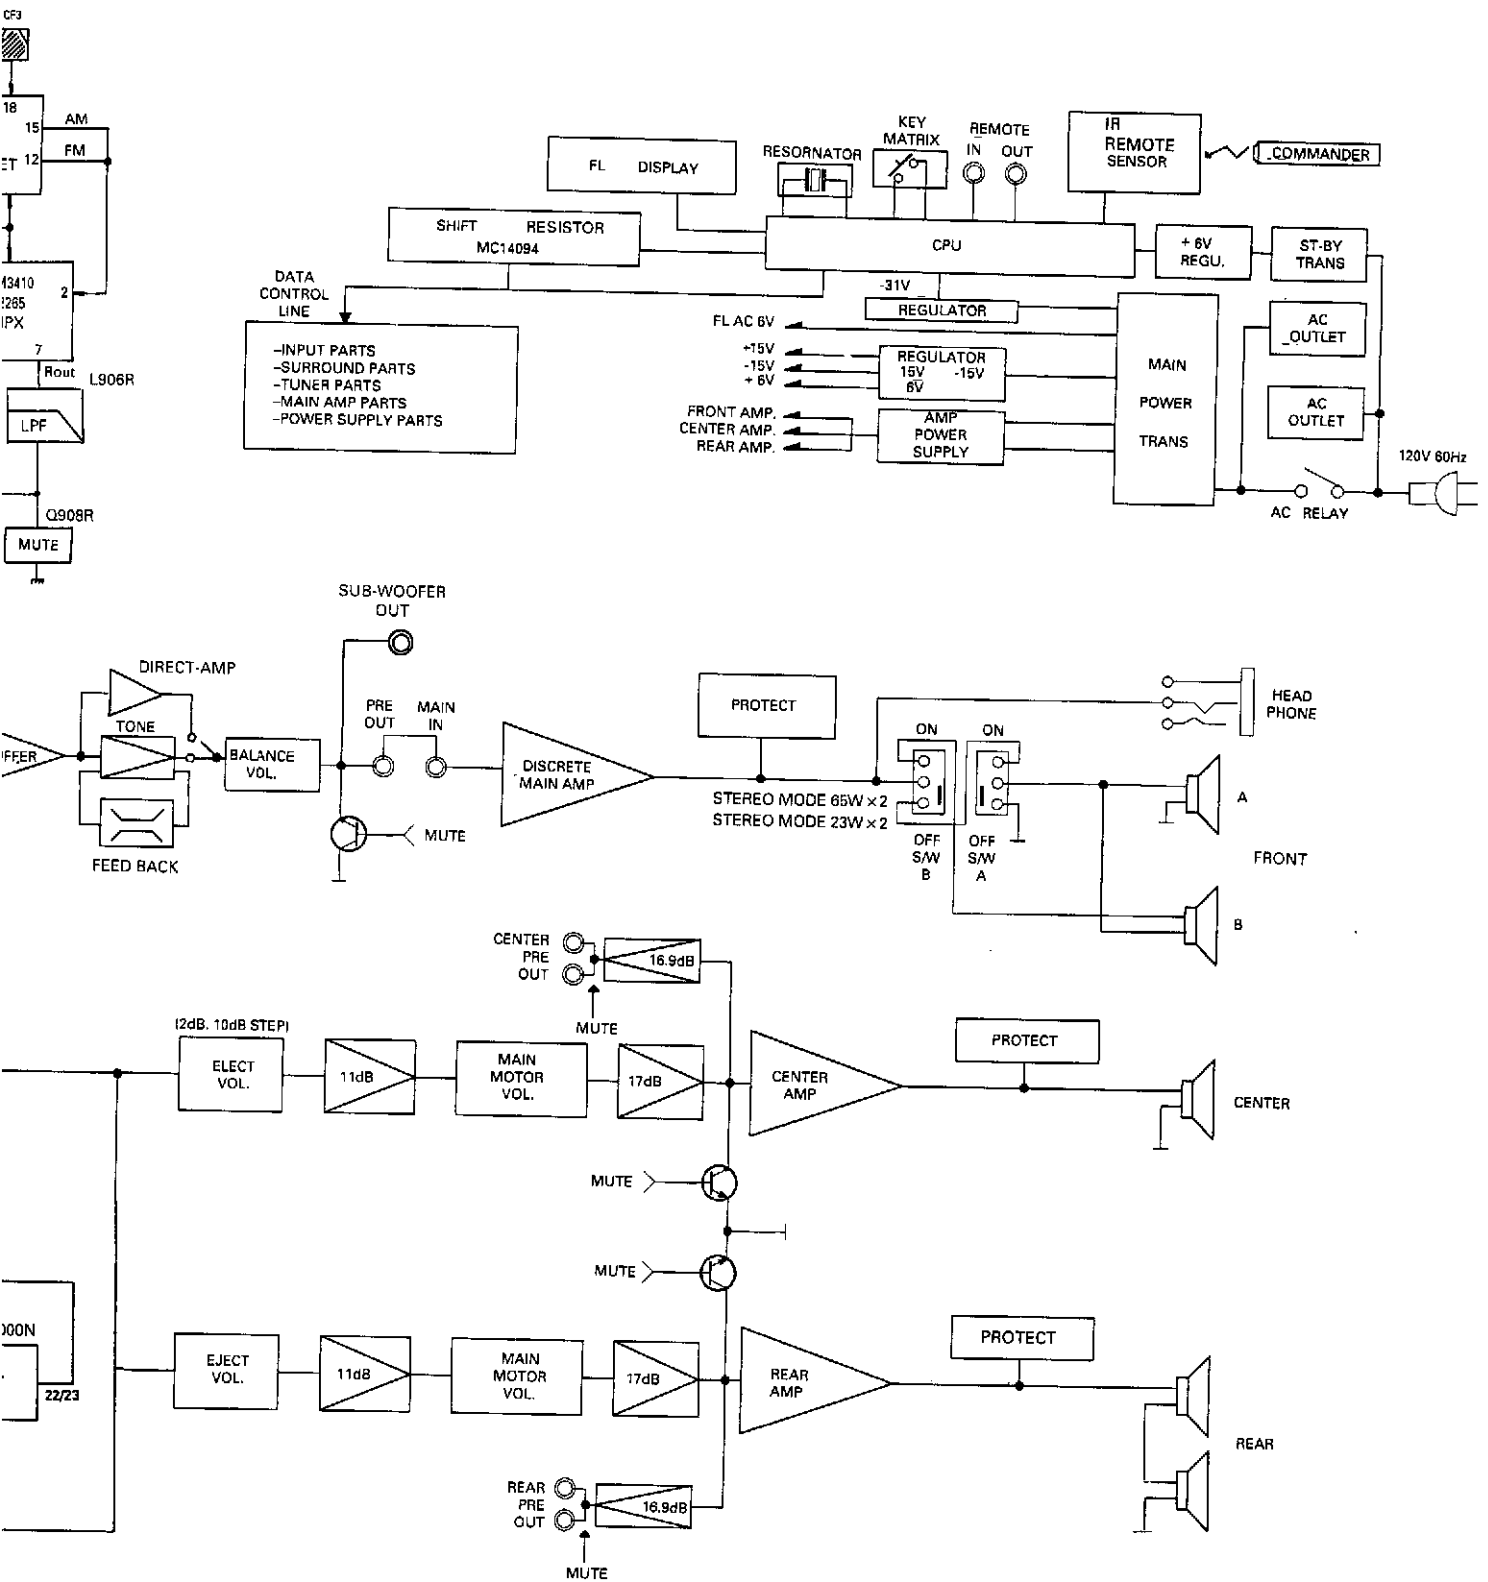 CF3
18
15
AM
12
FM
ET
2
7
Rout
L906R
LPF
Q908R
MUTE
FL DISPLAY
RESORNATOR
KEY
MATRIX
REMOTE
IN OUT
IR
REMOTE
SENSOR
COMMANDER
SHIFT RESISTOR
MC14094
CPU
+ 6V
REGU.
ST-BY
TRANS
DATA
CONTROL
LINE
-31V
REGULATOR
FL AC 6V
+15V
-15V
+ 6V
REGULATOR
15V -15V
6V
FRONT AMP.
CENTER AMP.
REAR AMP.
AMP
POWER
SUPPLY
MAIN
POWER
TRANS
AC
OUTLET
AC
OUTLET
120V 60Hz
AC RELAY
-INPUT PARTS
-SURROUND PARTS
-TUNER PARTS
-MAIN AMP PARTS
-POWER SUPPLY PARTS
SUB-WOOFER
OUT
DIRECT-AMP
TONE
FFER
BALANCE
VOL.
PRE
OUT
MAIN
IN
FEED BACK
MUTE
DISCRETE
MAIN AMP
PROTECT
STEREO MODE 65W×2
STEREO MODE 23W×2
ON
ON
OFF
S/W
B
OFF
S/W
A
HEAD
PHONE
A
FRONT
B
CENTER
PRE
OUT
16.9dB
MUTE
(2dB. 10dB STEP)
ELECT
VOL.
11dB
MAIN
MOTOR
VOL.
17dB
CENTER
AMP
PROTECT
CENTER
MUTE
MUTE
000N
22/23
EJECT
VOL.
11dB
MAIN
MOTOR
VOL.
17dB
REAR
AMP
PROTECT
REAR
REAR
PRE
OUT
16.9dB
MUTE